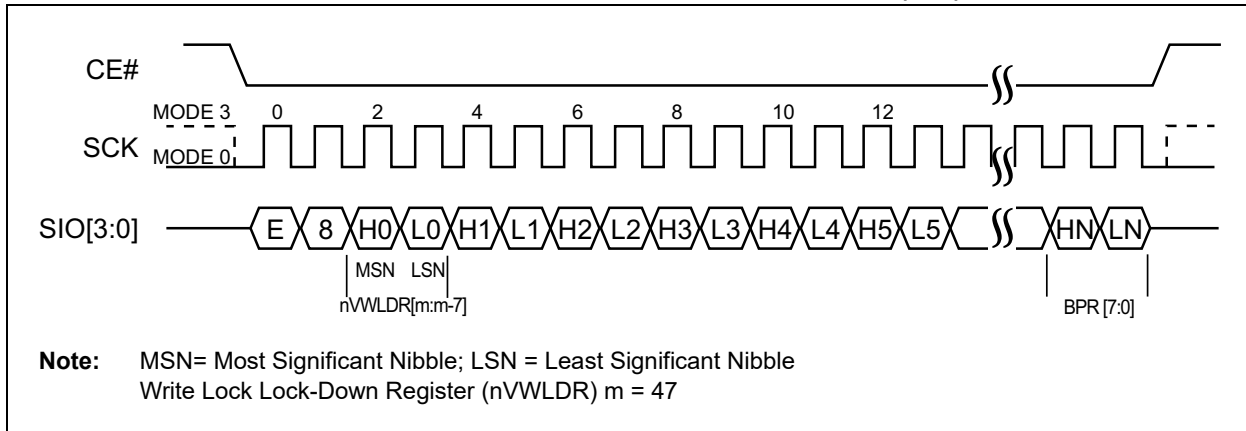 CE#
MODE 3 0 2 4 6 8 10 12
SCK MODE 0
SIO[3:0] E 8 H0 L0 H1 L1 H2 L2 H3 L3 H4 L4 H5 L5 HN LN
MSN LSN
nVWLDR[m:m-7] BPR [7:0]
Note: MSN= Most Significant Nibble; LSN = Least Significant Nibble
Write Lock Lock-Down Register (nVWLDR) m = 47